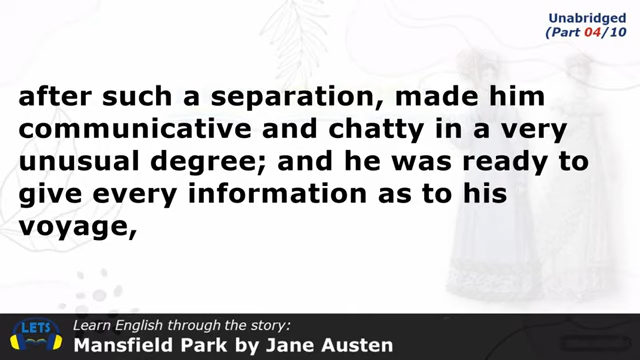 Unabridged
(Part 04/10
after such a separation, made him
communicative and chatty in a very
unusual degree; and he was ready to
give every information as to his
voyage,
LETS
Learn English through the story:
Mansfield Park by Jane Austen